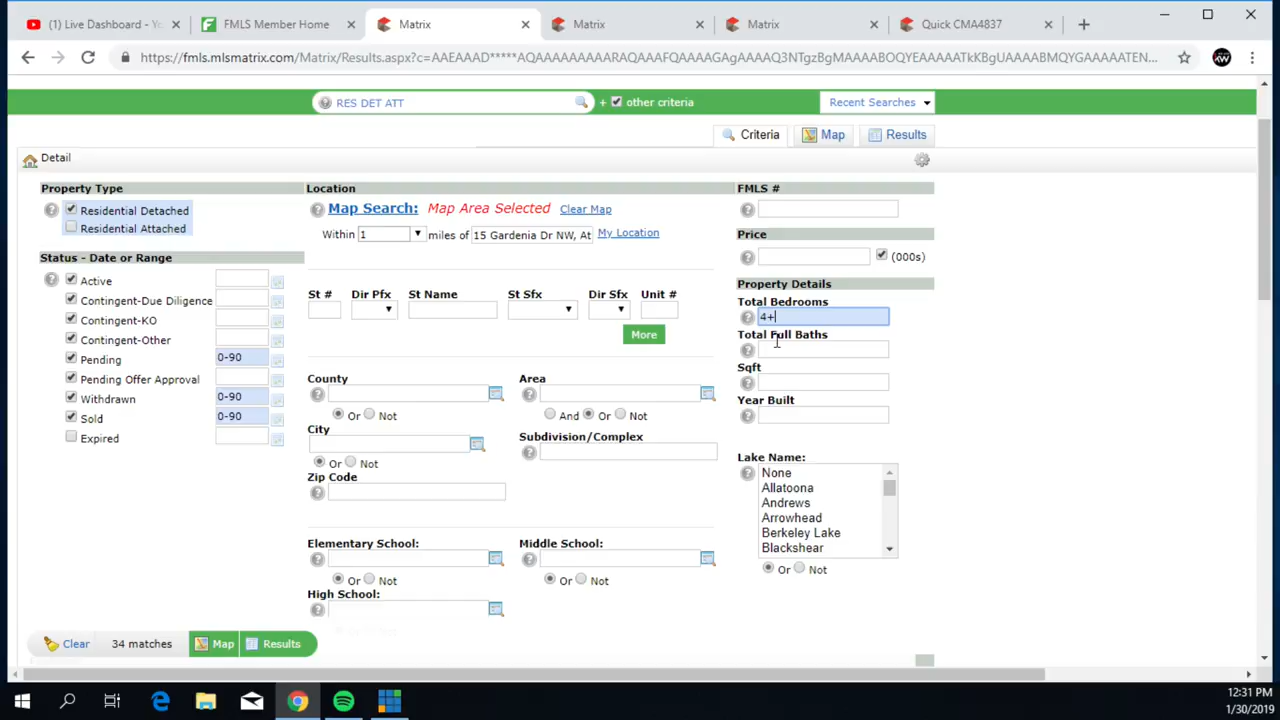 (1) Live Dashboard - Yo
FMLS Member Home
Matrix
Matrix
Matrix
Quick CMA4837
https://fmls.mlsmatrix.com/Matrix/Results.aspx?c=AAEAAAD*****AQAAAAAAAAARAQAAAFQAAAAGAgAAAAQ3NTgzBgMAAAABOQYEAAAAATkKBgUAAAABMQYGAAAAATEN...
RES DET ATT
+ other criteria
Recent Searches
Criteria
Map
Results
Detail
Property Type
Residential Detached
Residential Attached
Status - Date or Range
Active
Contingent-Due Diligence
Contingent-KO
Contingent-Other
Pending 0-90
Pending Offer Approval
Withdrawn 0-90
Sold 0-90
Expired
Location
Map Search: Map Area Selected Clear Map
Within 1 miles of 15 Gardenia Dr NW, At My Location
St # Dir Pfx St Name St Sfx Dir Sfx Unit #
More
County
Or Not
Area
And Or Not
City
Or Not
Subdivision/Complex
Zip Code
Elementary School:
Or Not
Middle School:
Or Not
High School:
FMLS #
Price
(000s)
Property Details
Total Bedrooms
4+
Total Full Baths
Sqft
Year Built
Lake Name:
None
Allatoona
Andrews
Arrowhead
Berkeley Lake
Blackshear
Or Not
Clear 34 matches Map Results
12:31 PM
1/30/2019